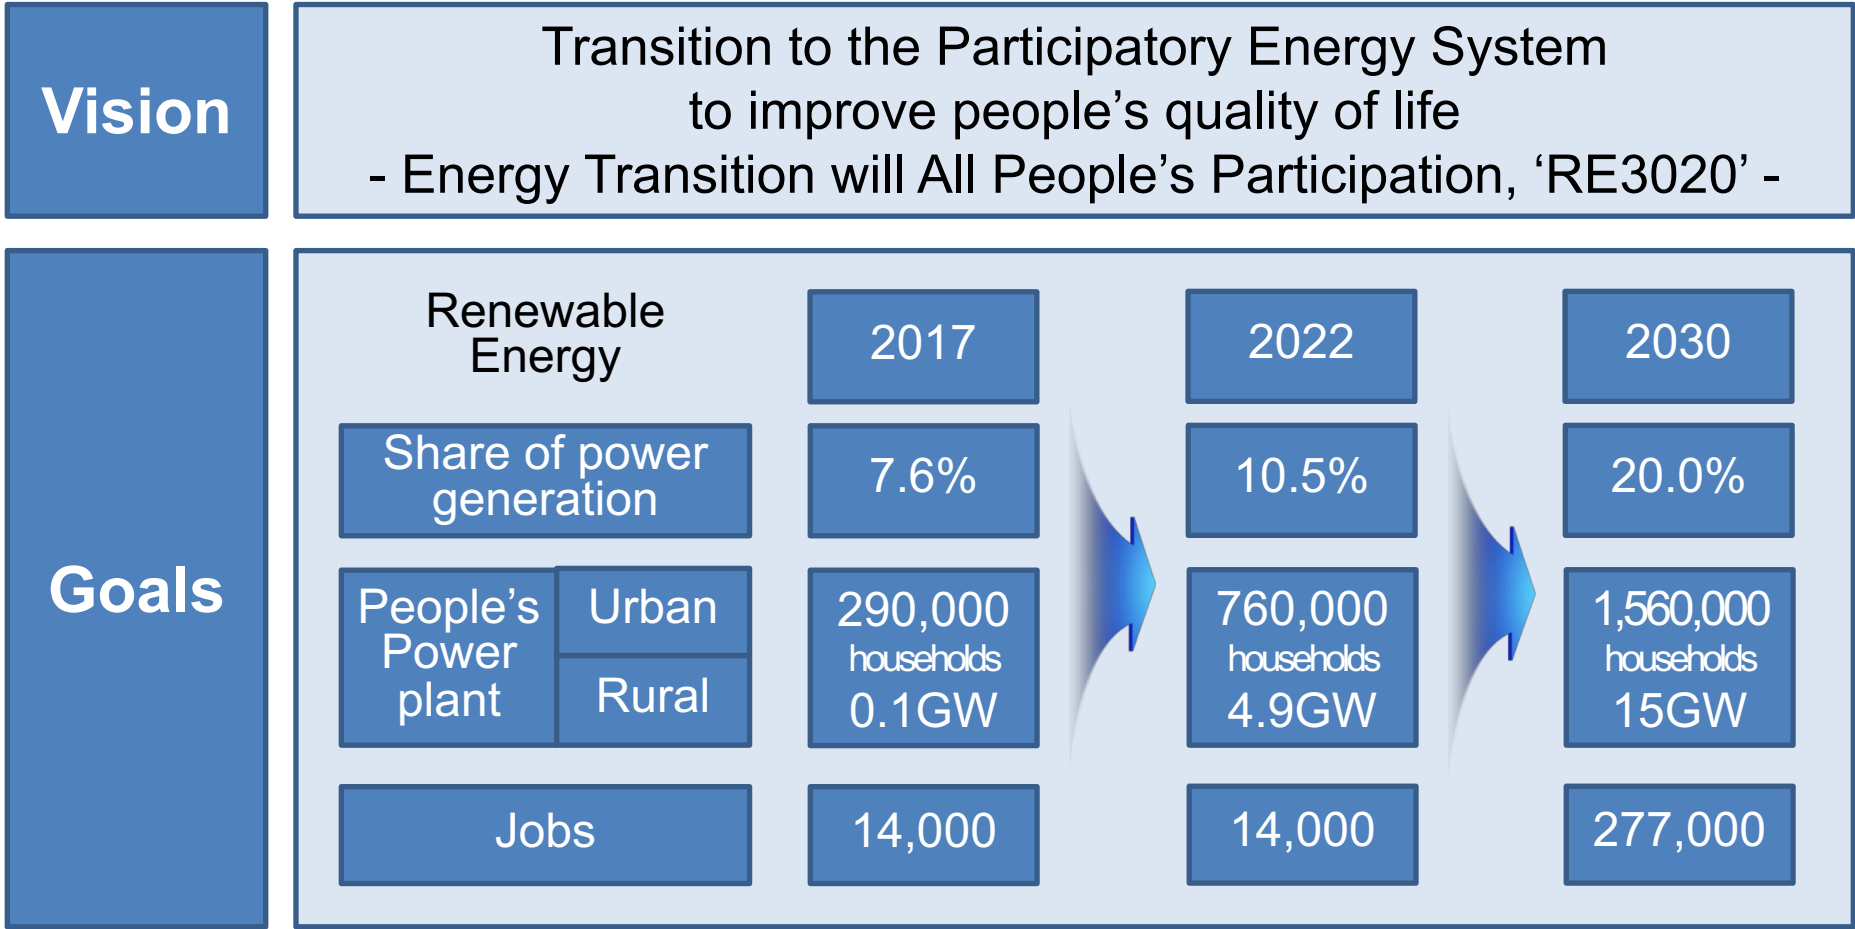 Vision
Transition to the Participatory Energy System
to improve people’s quality of life
- Energy Transition will All People’s Participation, ‘RE3020’ -
Goals
Renewable
Energy
2017
2022
2030
Share of power
generation
7.6%
10.5%
20.0%
People’s
Power
plant
Urban
Rural
290,000
households
0.1GW
760,000
households
4.9GW
1,560,000
households
15GW
Jobs
14,000
14,000
277,000